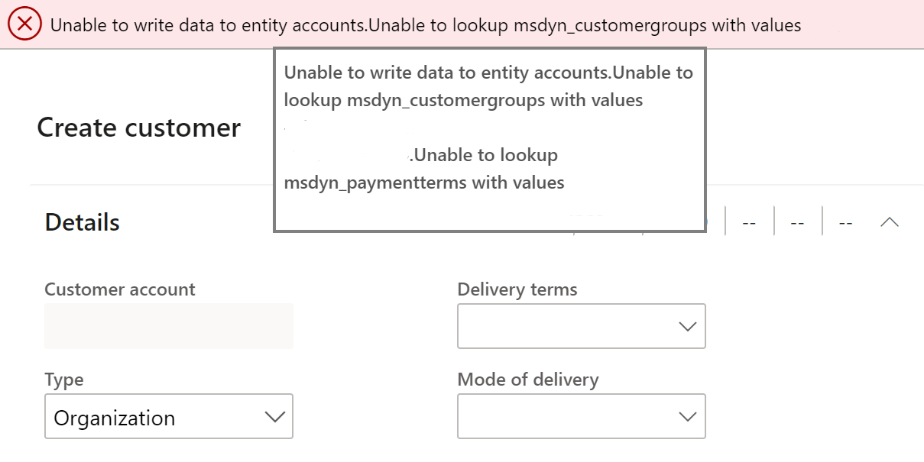 Unable to write data to entity accounts.Unable to lookup msdyn_customergroups with values
Unable to write data to entity accounts.Unable to
lookup msdyn_customergroups with values
.Unable to lookup
msdyn_paymentterms with values
Create customer
Details
-- -- --
Customer account
Delivery terms
Type
Mode of delivery
Organization